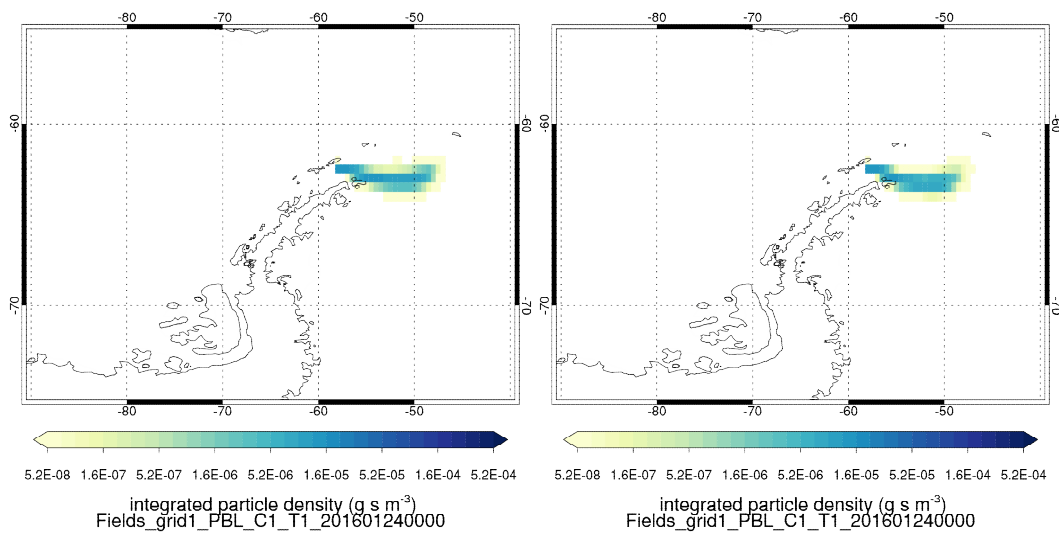 -80 -70 -60 -50 -80 -70 -60 -50
-60 -60 -60 -60
-70 -70 -70 -70
-80 -70 -60 -50 -80 -70 -60 -50
5.2E-08 1.6E-07 5.2E-07 1.6E-06 5.2E-06 1.6E-05 5.2E-05 1.6E-04 5.2E-04 5.2E-08 1.6E-07 5.2E-07 1.6E-06 5.2E-06 1.6E-05 5.2E-05 1.6E-04 5.2E-04
integrated particle density (g s m-3) integrated particle density (g s m-3)
Fields_grid1_PBL_C1_T1_201601240000 Fields_grid1_PBL_C1_T1_201601240000